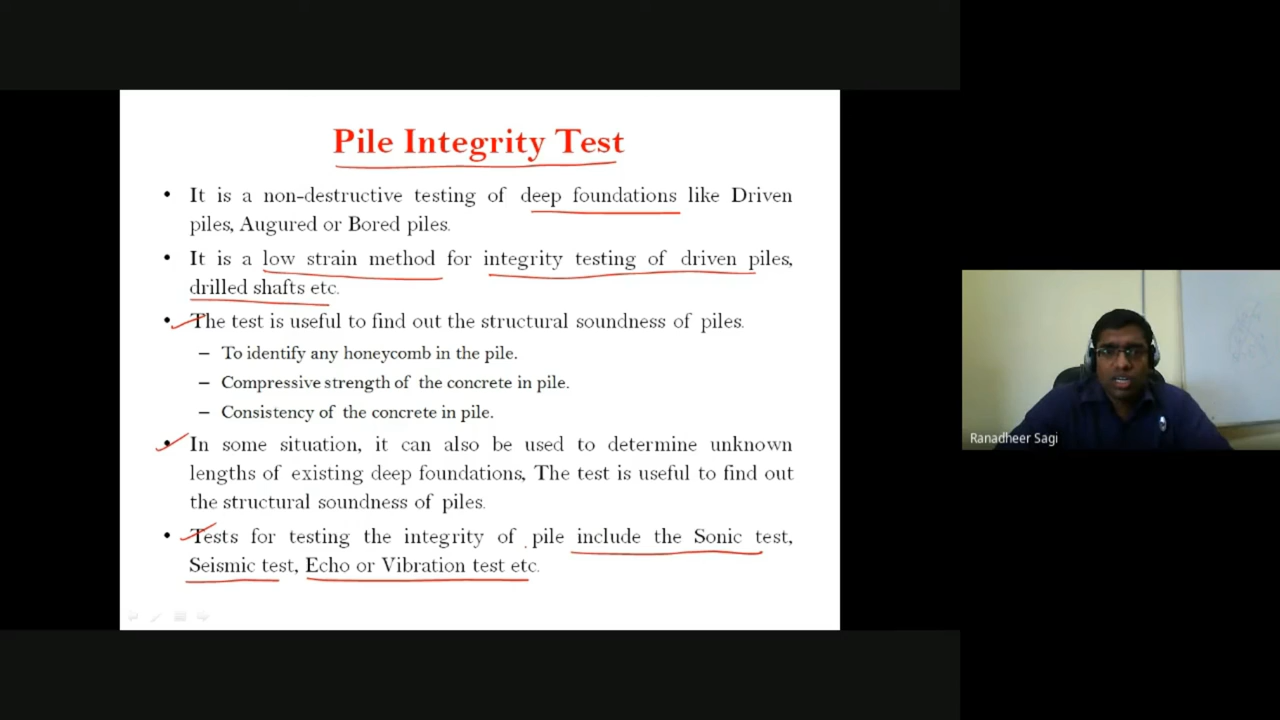 Pile Integrity Test
• It is a non-destructive testing of deep foundations like Driven
piles, Augured or Bored piles.
• It is a low strain method for integrity testing of driven piles,
drilled shafts etc.
• The test is useful to find out the structural soundness of piles.
– To identify any honeycomb in the pile.
– Compressive strength of the concrete in pile.
– Consistency of the concrete in pile.
• In some situation, it can also be used to determine unknown
lengths of existing deep foundations, The test is useful to find out
the structural soundness of piles.
• Tests for testing the integrity of pile include the Sonic test,
Seismic test, Echo or Vibration test etc.
Ranadheer Sagi